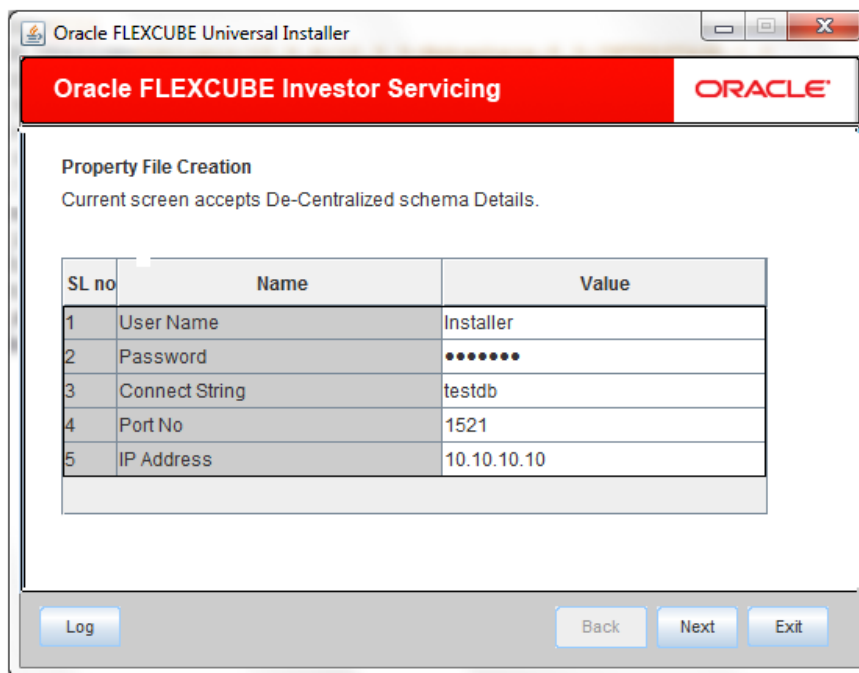 Oracle FLEXCUBE Universal Installer
Oracle FLEXCUBE Investor Servicing
ORACLE
Property File Creation
Current screen accepts De-Centralized schema Details.
SL no Name Value
1 User Name Installer
2 Password •••••••
3 Connect String testdb
4 Port No 1521
5 IP Address 10.10.10.10
Log Back Next Exit